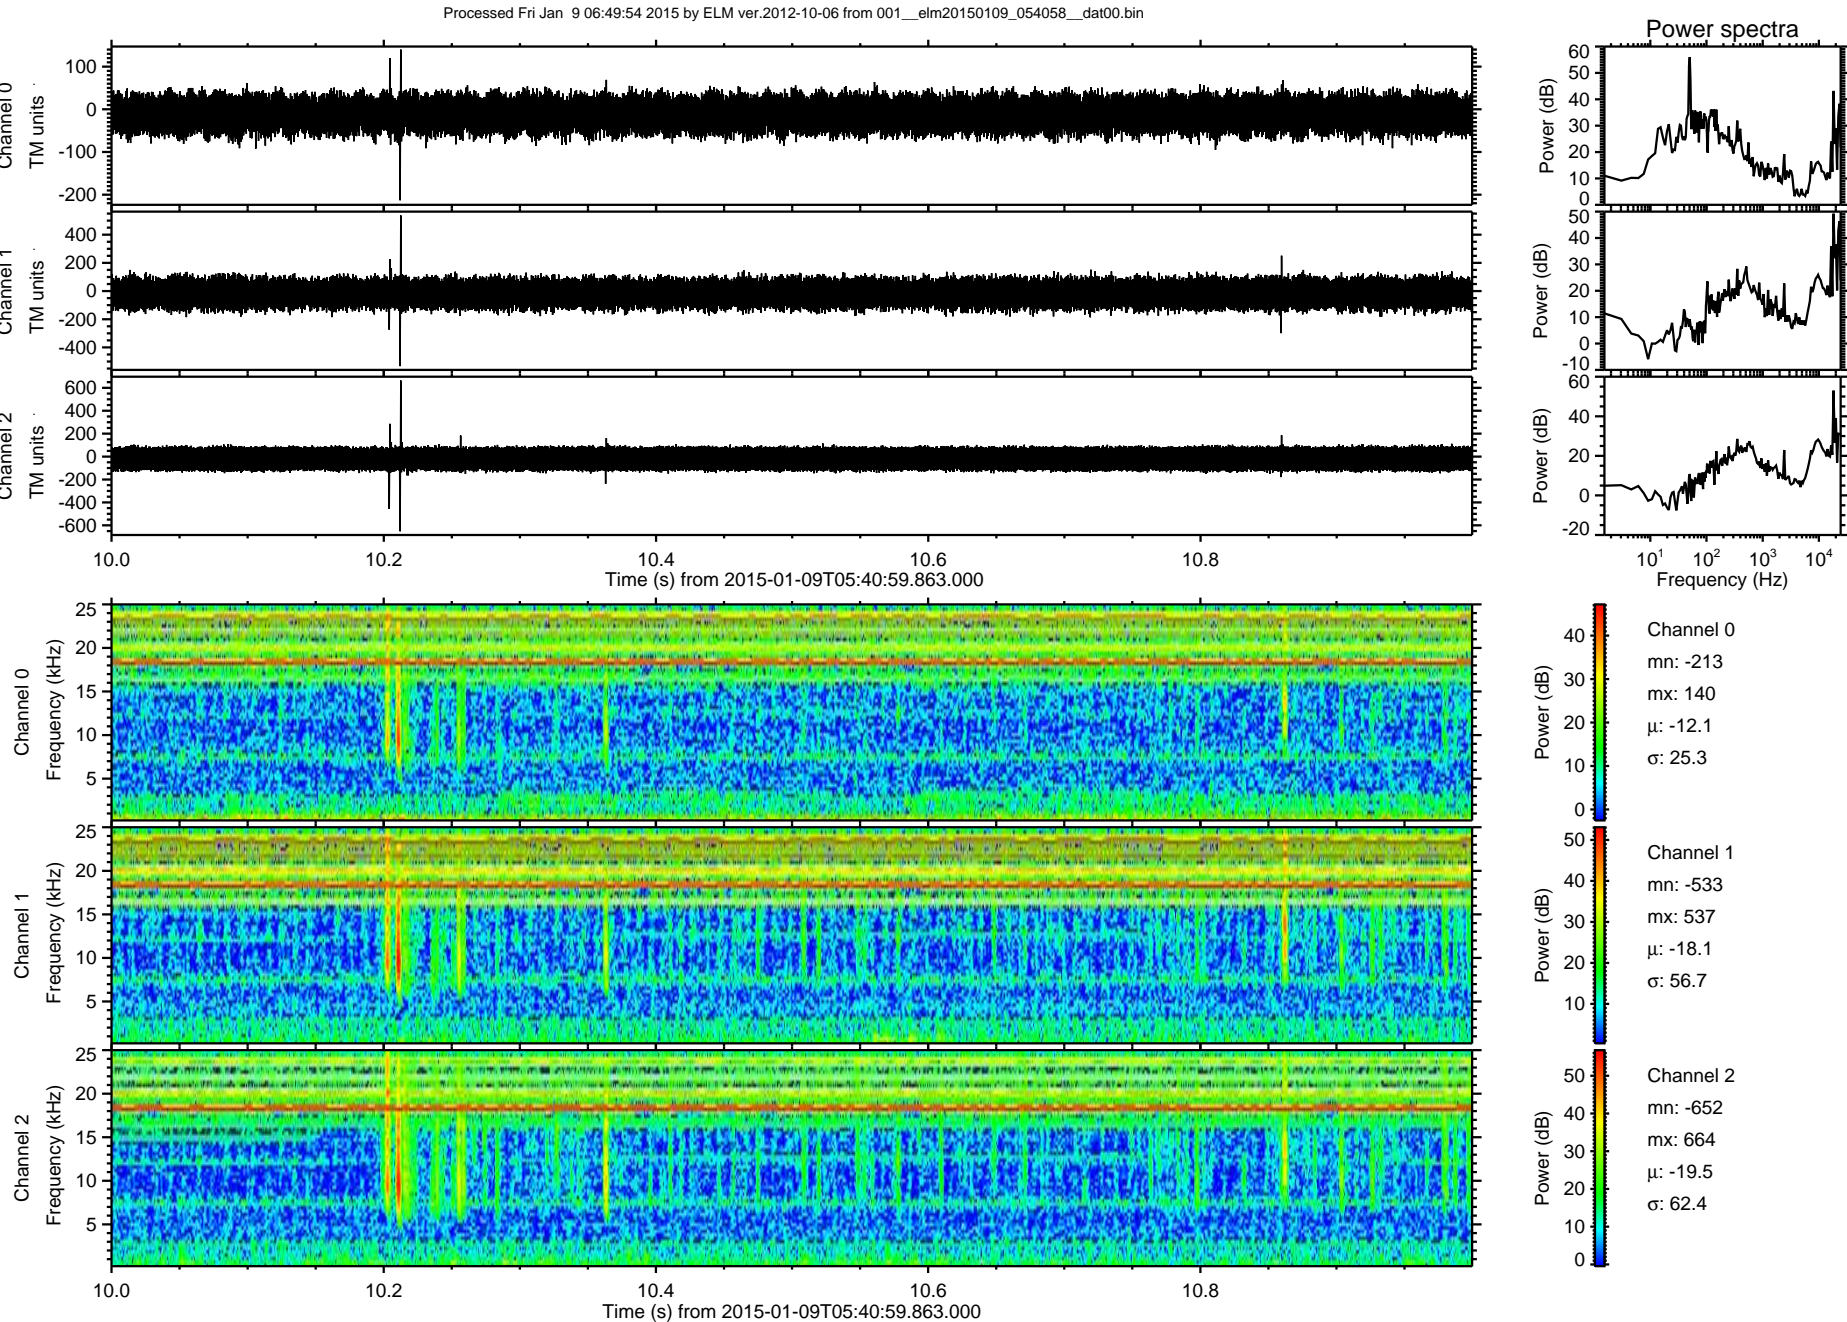 Processed Fri Jan  9 06:49:54 2015 by ELM ver.2012-10-06 from 001__elm20150109_054058__dat00.bin
Power spectra
Channel 0
TM units
100
0
-100
-200
Power (dB)
60
50
40
30
20
10
0
Channel 1
TM units
400
200
0
-200
-400
Power (dB)
50
40
30
20
10
0
-10
Channel 2
TM units
600
400
200
0
-200
-400
-600
Power (dB)
60
40
20
0
-20
10.0 10.2 10.4 10.6 10.8
Time (s) from 2015-01-09T05:40:59.863.000
10^1 10^2 10^3 10^4
Frequency (Hz)
Channel 0
Frequency (kHz)
25
20
15
10
5
Power (dB)
40
30
20
10
0
Channel 0
mn: -213
mx: 140
μ: -12.1
σ: 25.3
Channel 1
Frequency (kHz)
25
20
15
10
5
Power (dB)
50
40
30
20
10
Channel 1
mn: -533
mx: 537
μ: -18.1
σ: 56.7
Channel 2
Frequency (kHz)
25
20
15
10
5
Power (dB)
50
40
30
20
10
0
Channel 2
mn: -652
mx: 664
μ: -19.5
σ: 62.4
10.0 10.2 10.4 10.6 10.8
Time (s) from 2015-01-09T05:40:59.863.000